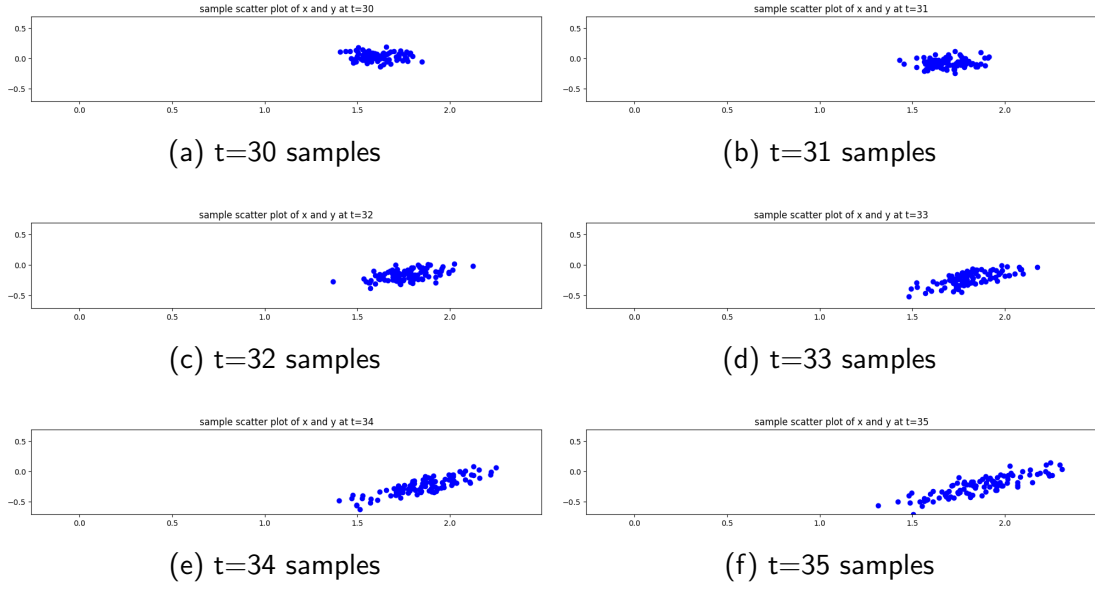 sample scatter plot of x and y at t=30
0.5
0.0
−0.5
0.0 0.5 1.0 1.5 2.0
(a) t=30 samples
sample scatter plot of x and y at t=31
0.5
0.0
−0.5
0.0 0.5 1.0 1.5 2.0
(b) t=31 samples
sample scatter plot of x and y at t=32
0.5
0.0
−0.5
0.0 0.5 1.0 1.5 2.0
(c) t=32 samples
sample scatter plot of x and y at t=33
0.5
0.0
−0.5
0.0 0.5 1.0 1.5 2.0
(d) t=33 samples
sample scatter plot of x and y at t=34
0.5
0.0
−0.5
0.0 0.5 1.0 1.5 2.0
(e) t=34 samples
sample scatter plot of x and y at t=35
0.5
0.0
−0.5
0.0 0.5 1.0 1.5 2.0
(f) t=35 samples